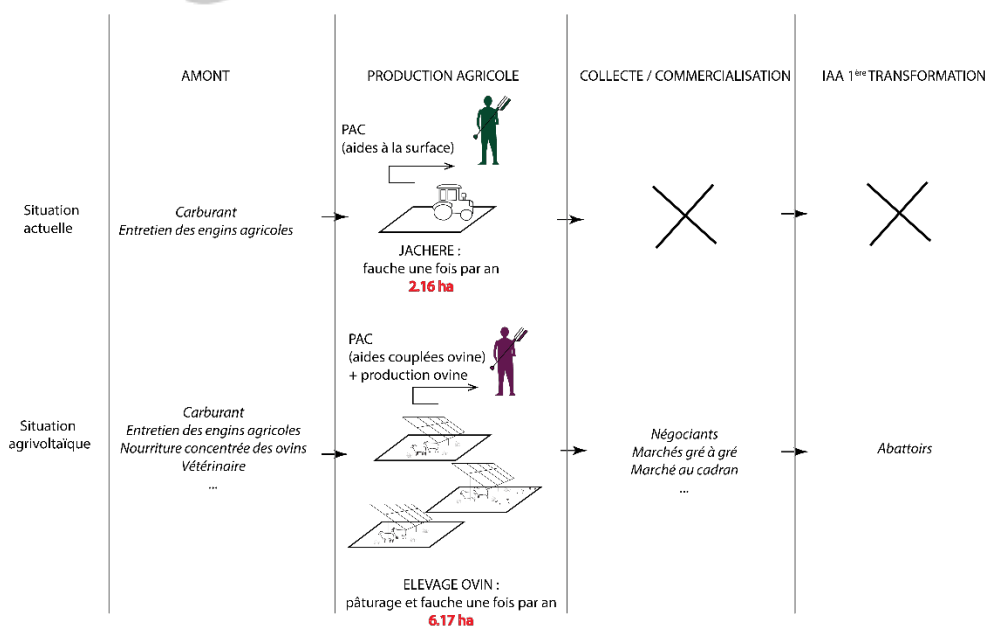 AMONT
PRODUCTION AGRICOLE
COLLECTE / COMMERCIALISATION
IAA 1ère TRANSFORMATION
Situation
actuelle
Carburant
Entretien des engins agricoles
PAC
(aides à la surface)
JACHERE :
fauche une fois par an
2.16 ha
Situation
agrivoltaïque
Carburant
Entretien des engins agricoles
Nourriture concentrée des ovins
Vétérinaire
...
PAC
(aides couplées ovine)
+ production ovine
ELEVAGE OVIN :
pâturage et fauche une fois par an
6.17 ha
Négociants
Marchés gré à gré
Marché au cadran
...
Abattoirs